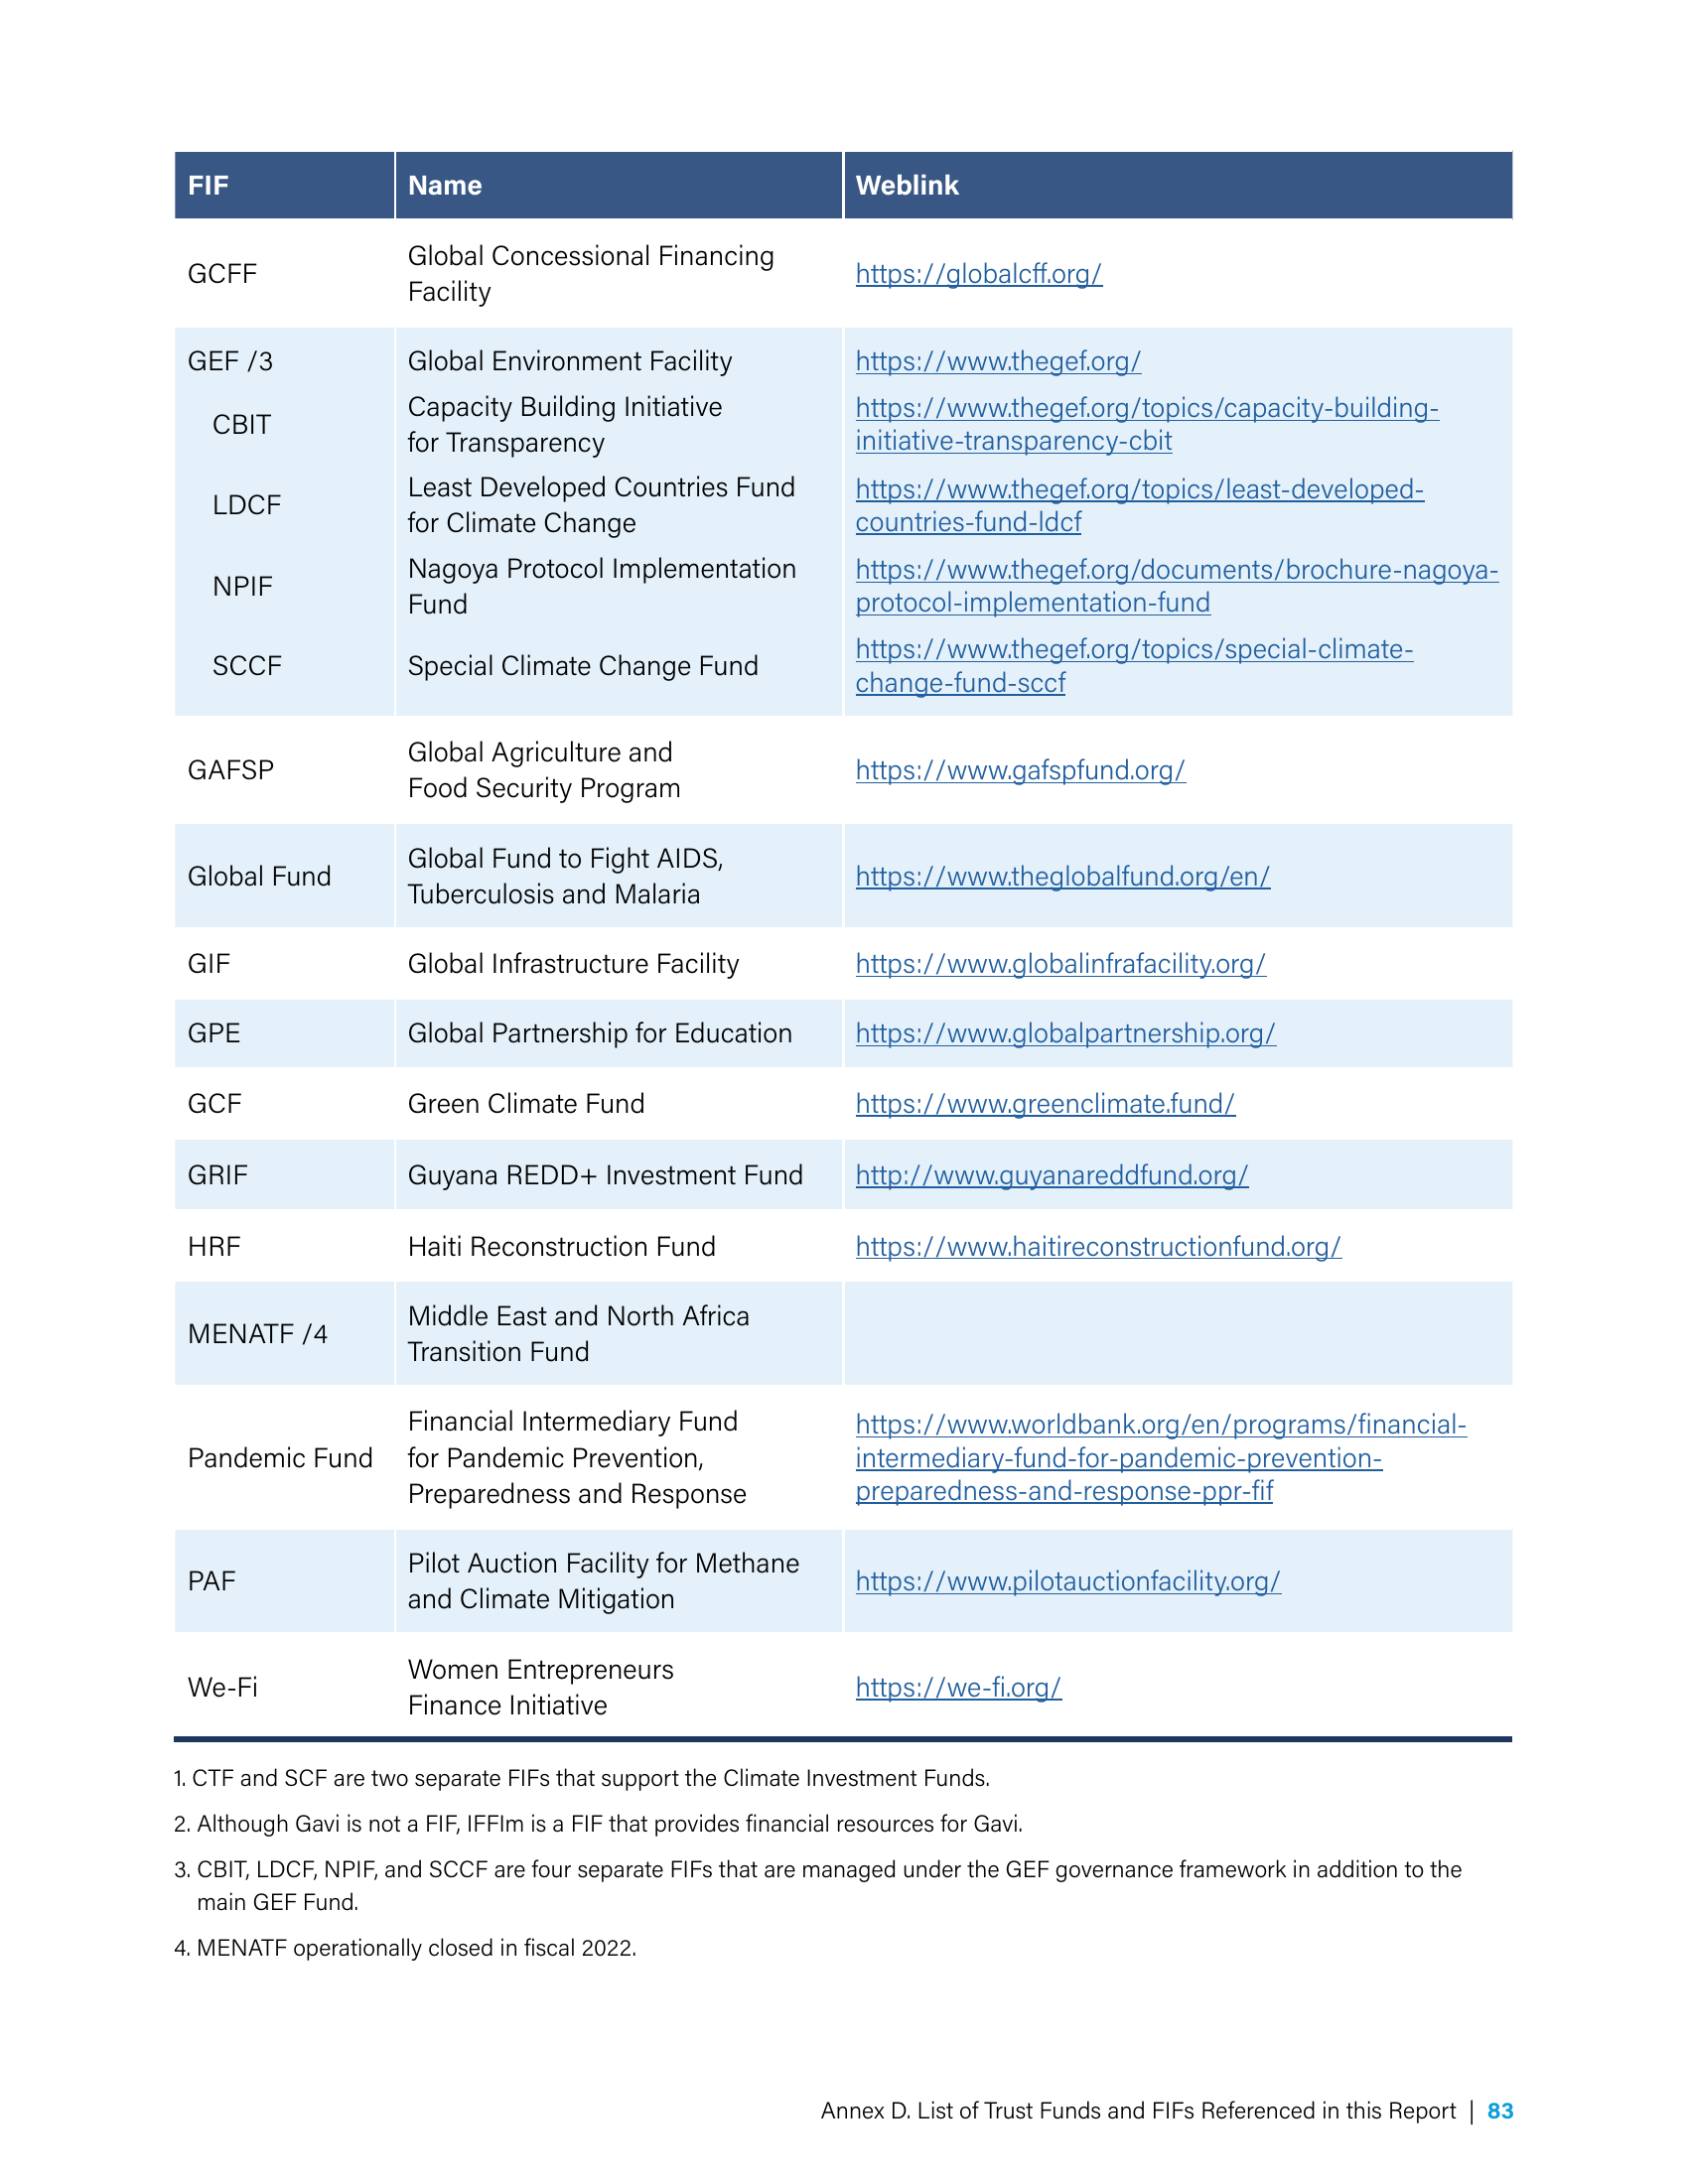 FIF Name Weblink
GCFF
Global Concessional Financing
Facility
https://globalcff.org/
GEF /3 Global Environment Facility https://www.thegef.org/
CBIT
Capacity Building Initiative
for Transparency
https://www.thegef.org/topics/capacity-building-
initiative-transparency-cbit
LDCF
Least Developed Countries Fund
for Climate Change
https://www.thegef.org/topics/least-developed-
countries-fund-ldcf
NPIF
Nagoya Protocol Implementation
Fund
https://www.thegef.org/documents/brochure-nagoya-
protocol-implementation-fund
SCCF
Special Climate Change Fund
https://www.thegef.org/topics/special-climate-
change-fund-sccf
GAFSP
Global Agriculture and
Food Security Program
https://www.gafspfund.org/
Global Fund
Global Fund to Fight AIDS,
Tuberculosis and Malaria
https://www.theglobalfund.org/en/
GIF Global Infrastructure Facility https://www.globalinfrafacility.org/
GPE Global Partnership for Education https://www.globalpartnership.org/
GCF Green Climate Fund https://www.greenclimate.fund/
GRIF Guyana REDD+ Investment Fund http://www.guyanareddfund.org/
HRF Haiti Reconstruction Fund https://www.haitireconstructionfund.org/
MENATF /4
Middle East and North Africa
Transition Fund
Pandemic Fund
Financial Intermediary Fund
for Pandemic Prevention,
Preparedness and Response
https://www.worldbank.org/en/programs/financial-
intermediary-fund-for-pandemic-prevention-
preparedness-and-response-ppr-fif
PAF
Pilot Auction Facility for Methane
and Climate Mitigation
https://www.pilotauctionfacility.org/
We-Fi
Women Entrepreneurs
Finance Initiative
https://we-fi.org/
1. CTF and SCF are two separate FIFs that support the Climate Investment Funds.
2. Although Gavi is not a FIF, IFFIm is a FIF that provides financial resources for Gavi.
3. CBIT, LDCF, NPIF, and SCCF are four separate FIFs that are managed under the GEF governance framework in addition to the
main GEF Fund.
4. MENATF operationally closed in fiscal 2022.
Annex D. List of Trust Funds and FIFs Referenced in this Report | 83